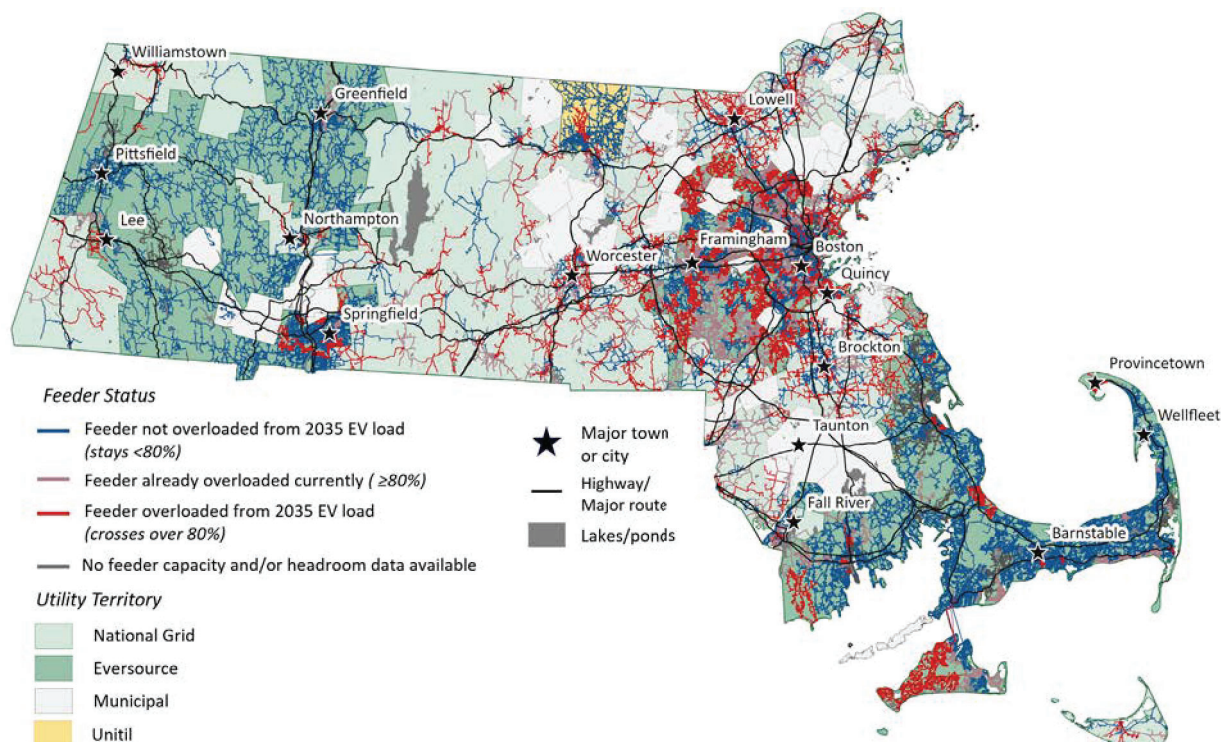 Williamstown
Greenfield
Lowell
Pittsfield
Lee
Northampton
Framingham
Boston
Worcester
Quincy
Springfield
Brockton
Provincetown
Wellfleet
Taunton
Fall River
Barnstable
Feeder Status
Feeder not overloaded from 2035 EV load
(stays <80%)
Feeder already overloaded currently (≥80%)
Feeder overloaded from 2035 EV load
(crosses over 80%)
No feeder capacity and/or headroom data available
Utility Territory
National Grid
Eversource
Municipal
Unitil
Major town
or city
Highway/
Major route
Lakes/ponds